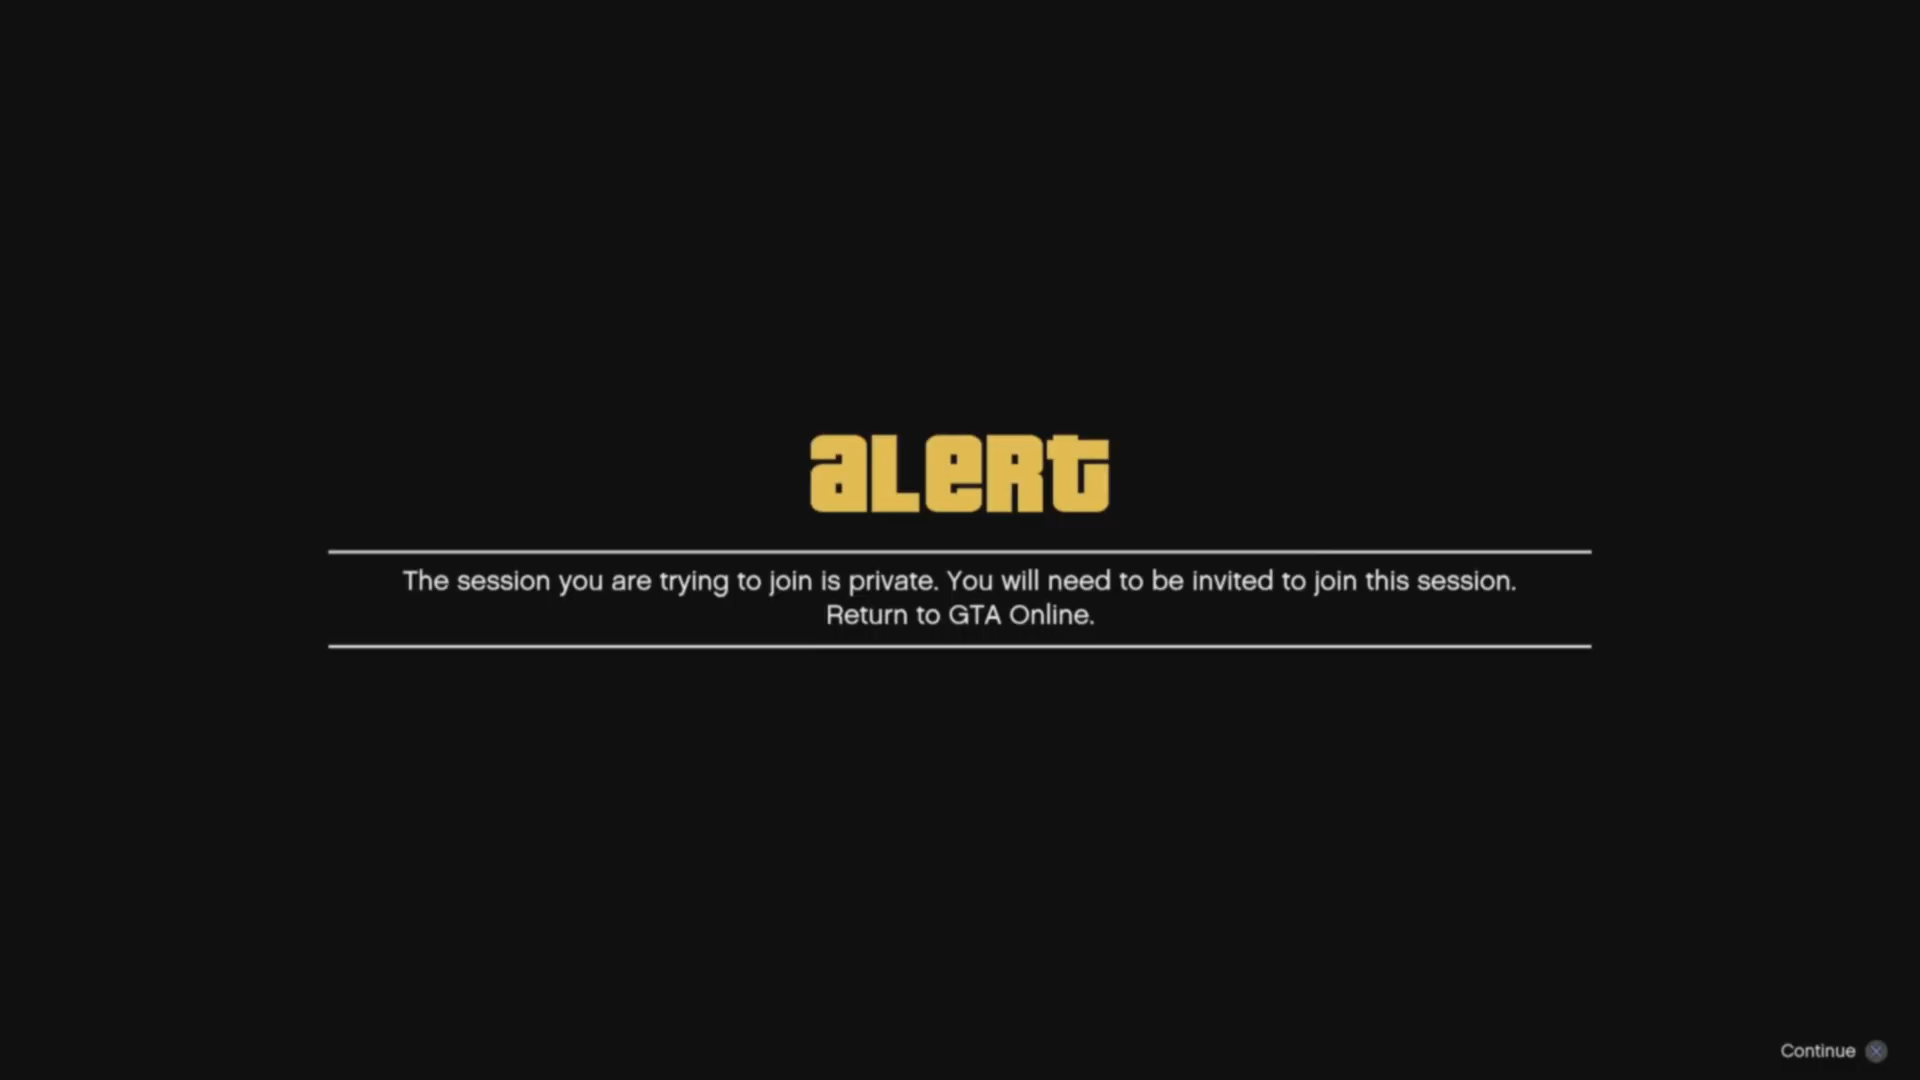 aLeRt
The session you are trying to join is private. You will need to be invited to join this session.
Return to GTA Online.
Continue